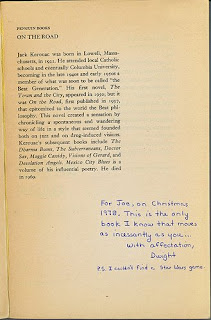 PENGUIN BOOKS
ON THE ROAD
Jack Kerouac was born in Lowell, Massa-
chusetts, in 1922. He attended local Catholic
schools and eventually Columbia University,
becoming in the late 1940s and early 1950s a
member of what was soon to be called "the
Beat Generation." His first novel, The
Town and the City, appeared in 1950, but it
was On the Road, first published in 1957,
that epitomized to the world the Beat phi-
losophy. This novel created a sensation by
chronicling a spontaneous and wandering
way of life in a style that seemed founded
both on jazz and on drug-induced visions.
Kerouac's subsequent books include The
Dharma Bums, The Subterraneans, Doctor
Sax, Maggie Cassidy, Visions of Gerard, and
Desolation Angels. Mexico City Blues is a
volume of his influential poetry. He died
in 1969.
For Joe, on Christmas
1978. This is the only
book I know that moves
as incessantly as you...
with affectation,
Dwight
P.S. I couldn't find a Star Wars game.